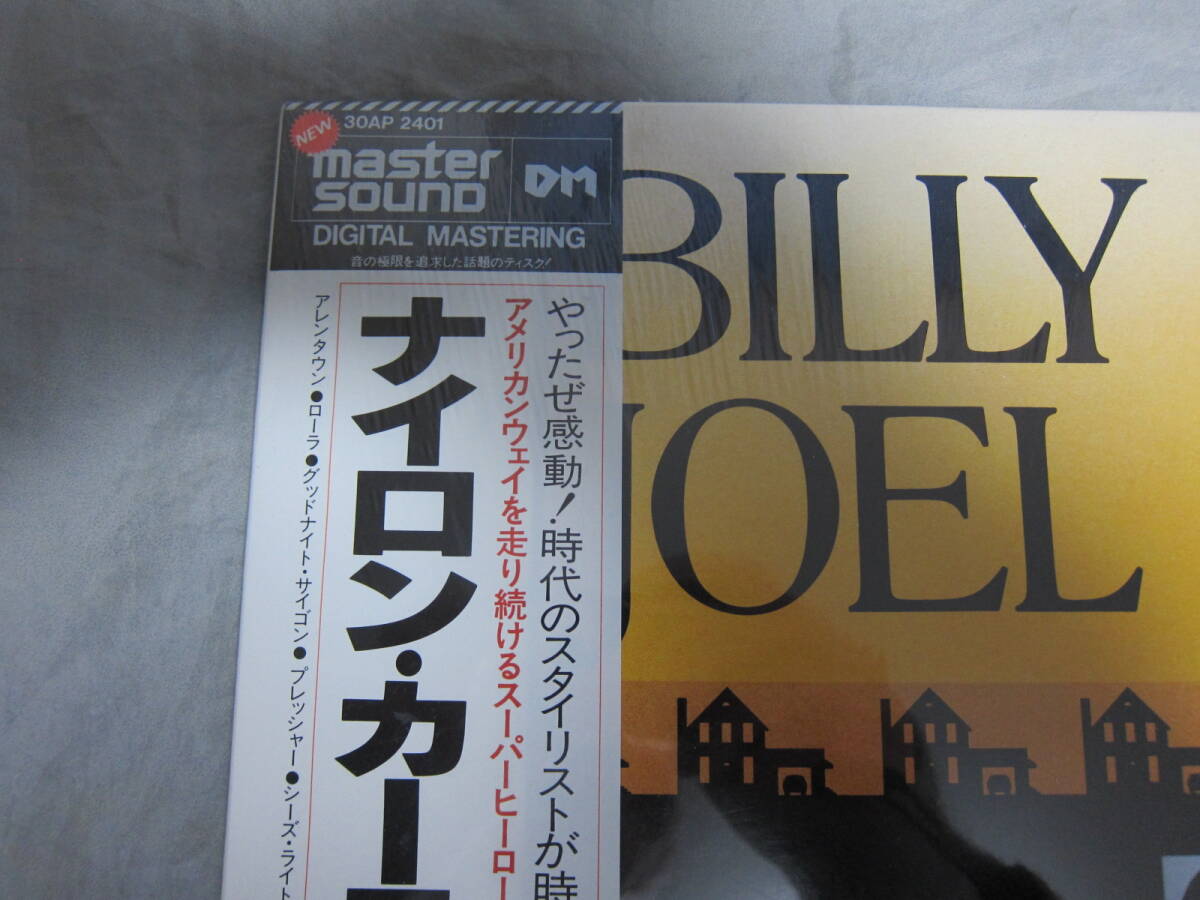 NEW
30AP 2401
master
sound
DM
DIGITAL MASTERING
音の極限を追求した話題のディスク!
やったぜ感動!時代のスタイリストが時
アメリカンウェイを走り続けるスーパーヒーロー
ナイロン・カー
アレンタウン●ローラ●グッドナイト・サイゴン●プレッシャー●シーズ・ライト
BILLY
JOEL